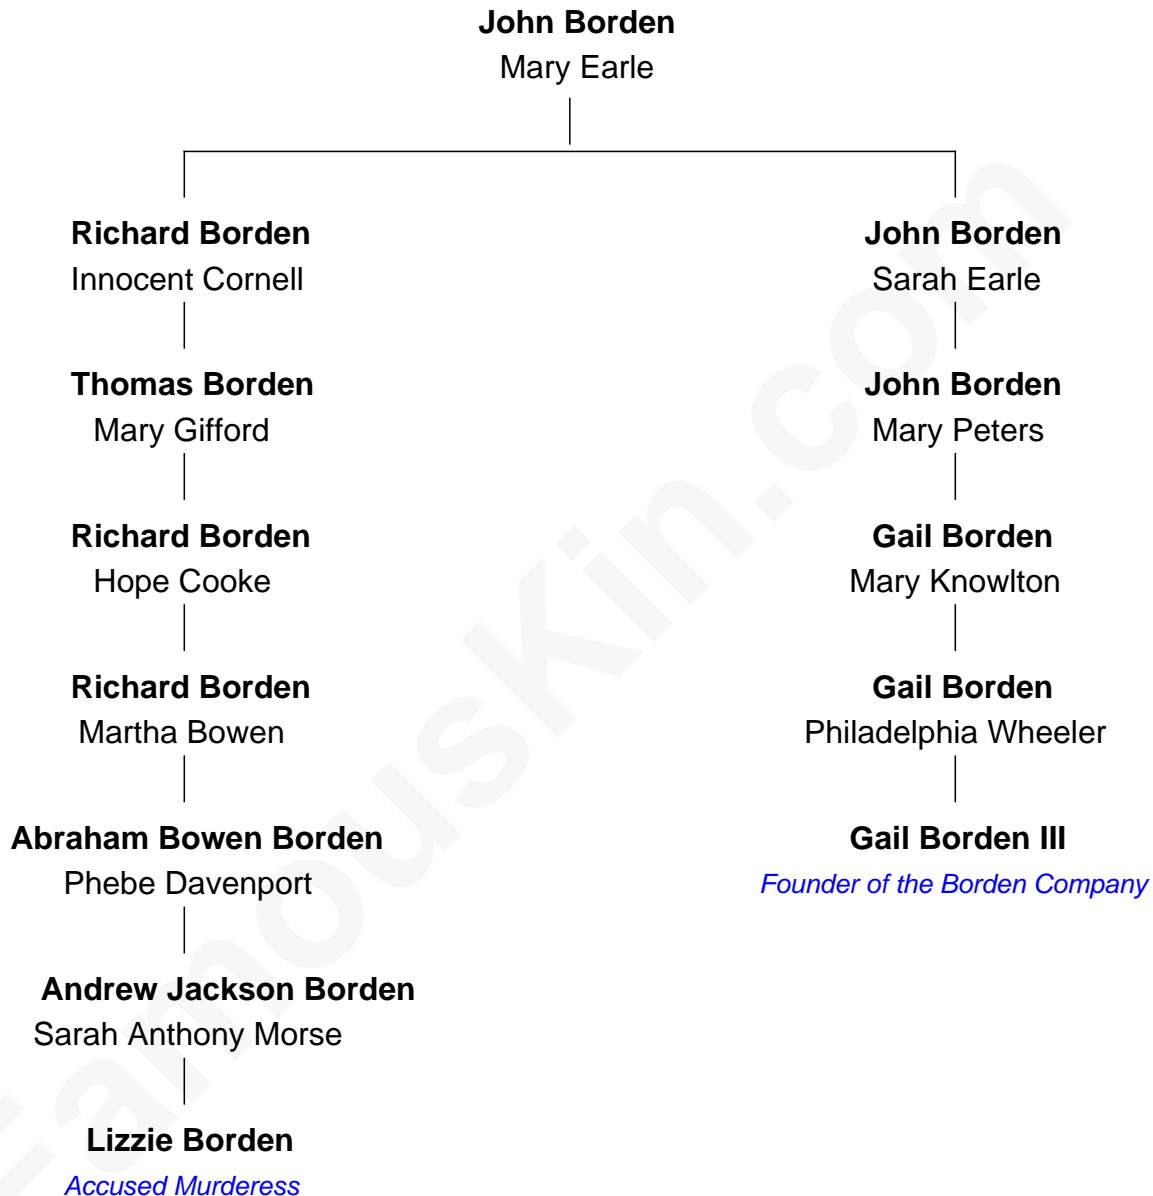 John Borden
Mary Earle
Richard Borden
Innocent Cornell
John Borden
Sarah Earle
Thomas Borden
Mary Gifford
John Borden
Mary Peters
Richard Borden
Hope Cooke
Gail Borden
Mary Knowlton
Richard Borden
Martha Bowen
Gail Borden
Philadelphia Wheeler
Abraham Bowen Borden
Phebe Davenport
Gail Borden III
Founder of the Borden Company
Andrew Jackson Borden
Sarah Anthony Morse
Lizzie Borden
Accused Murderess
FamousKin.com